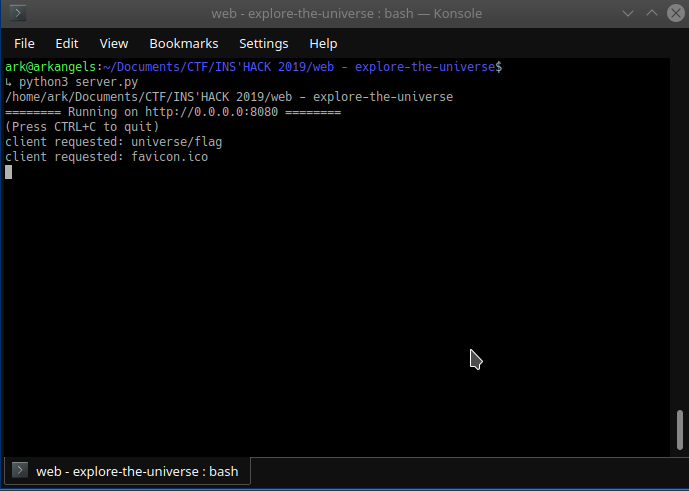 web - explore-the-universe : bash — Konsole
File Edit View Bookmarks Settings Help
ark@arkangels:~/Documents/CTF/INS'HACK 2019/web - explore-the-universe$
↳ python3 server.py
/home/ark/Documents/CTF/INS'HACK 2019/web - explore-the-universe
======== Running on http://0.0.0.0:8080 ========
(Press CTRL+C to quit)
client requested: universe/flag
client requested: favicon.ico
web - explore-the-universe : bash